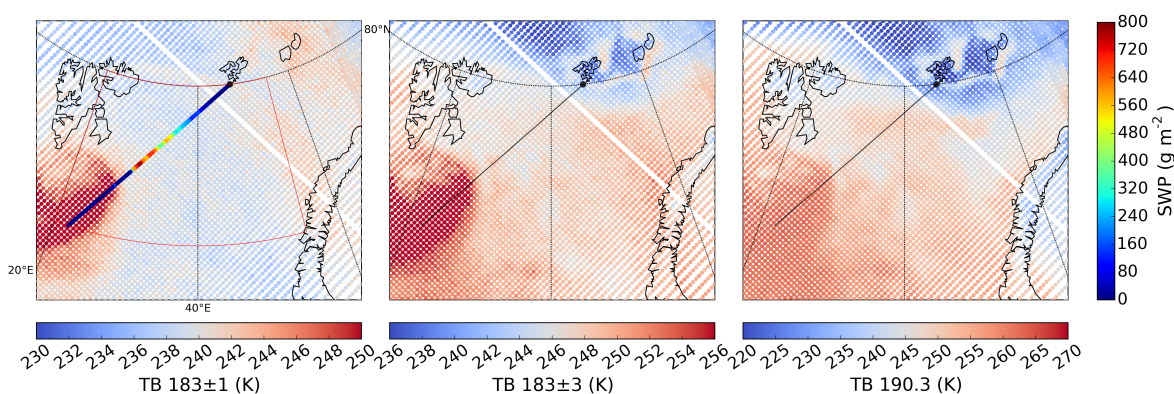 80°N
20°E
40°E
230 232 234 236 238 240 242 244 246 248 250
TB 183±1 (K)
236 238 240 242 244 246 248 250 252 254 256
TB 183±3 (K)
220 225 230 235 240 245 250 255 260 265 270
TB 190.3 (K)
800
720
640
560
480
400
320
240
160
80
0
SWP (g m⁻²)